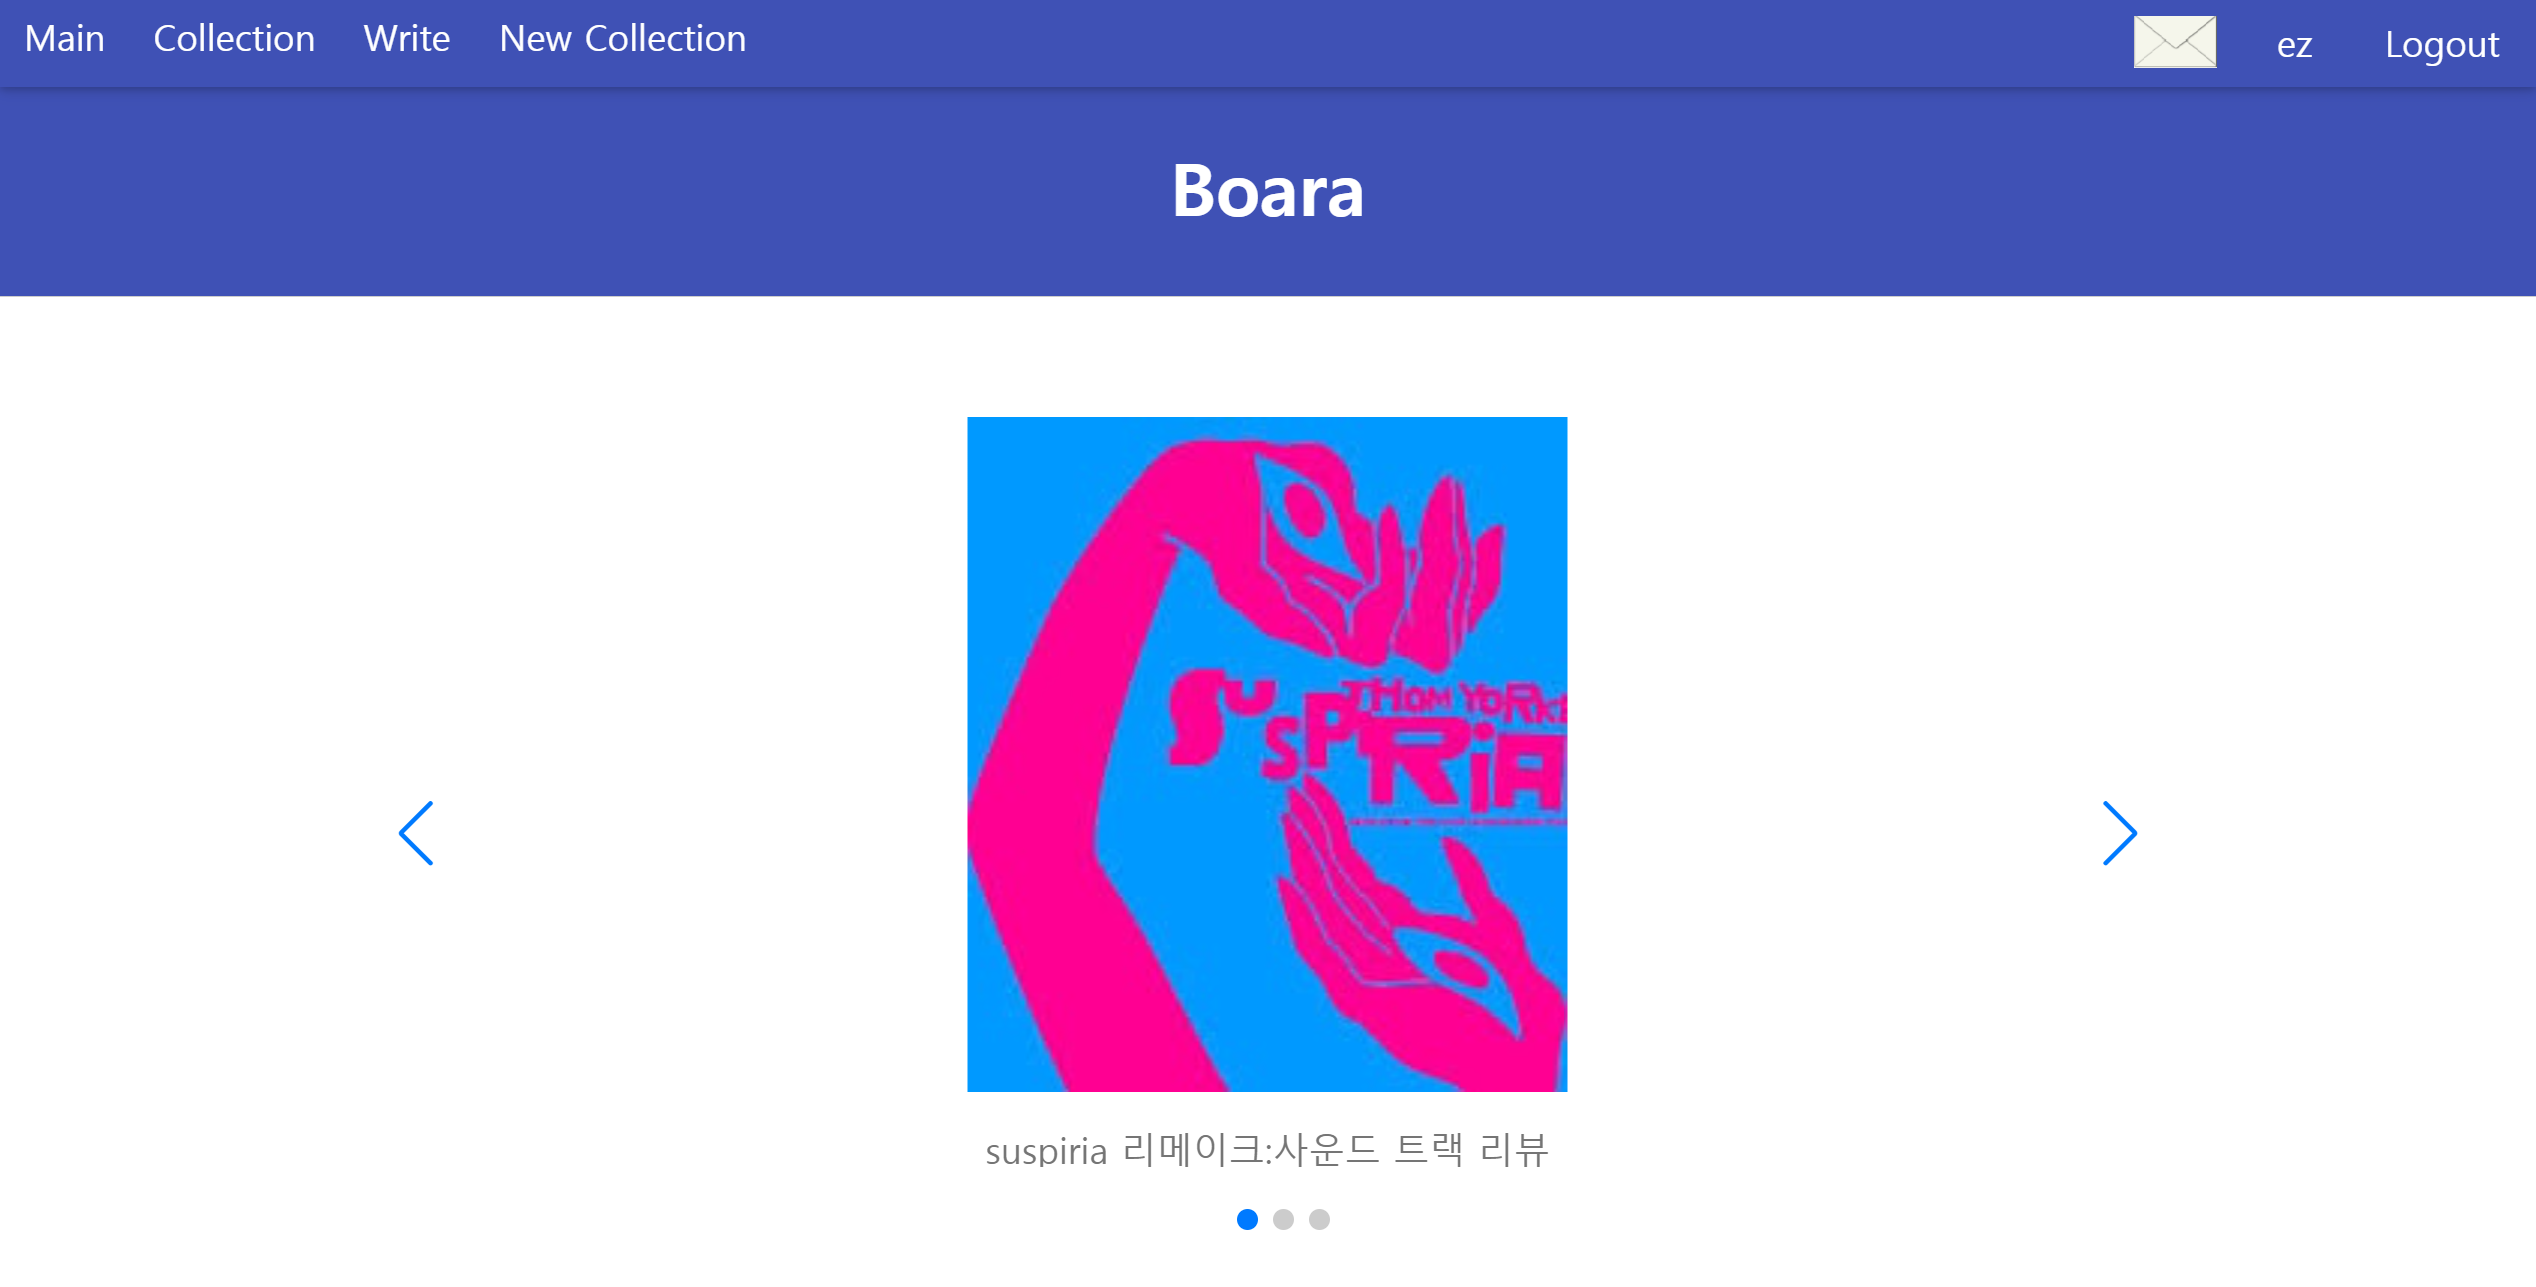 Main Collection Write New Collection ez Logout
Boara
THOM YORKE
SUSPiRiA
suspiria 리메이크:사운드 트랙 리뷰